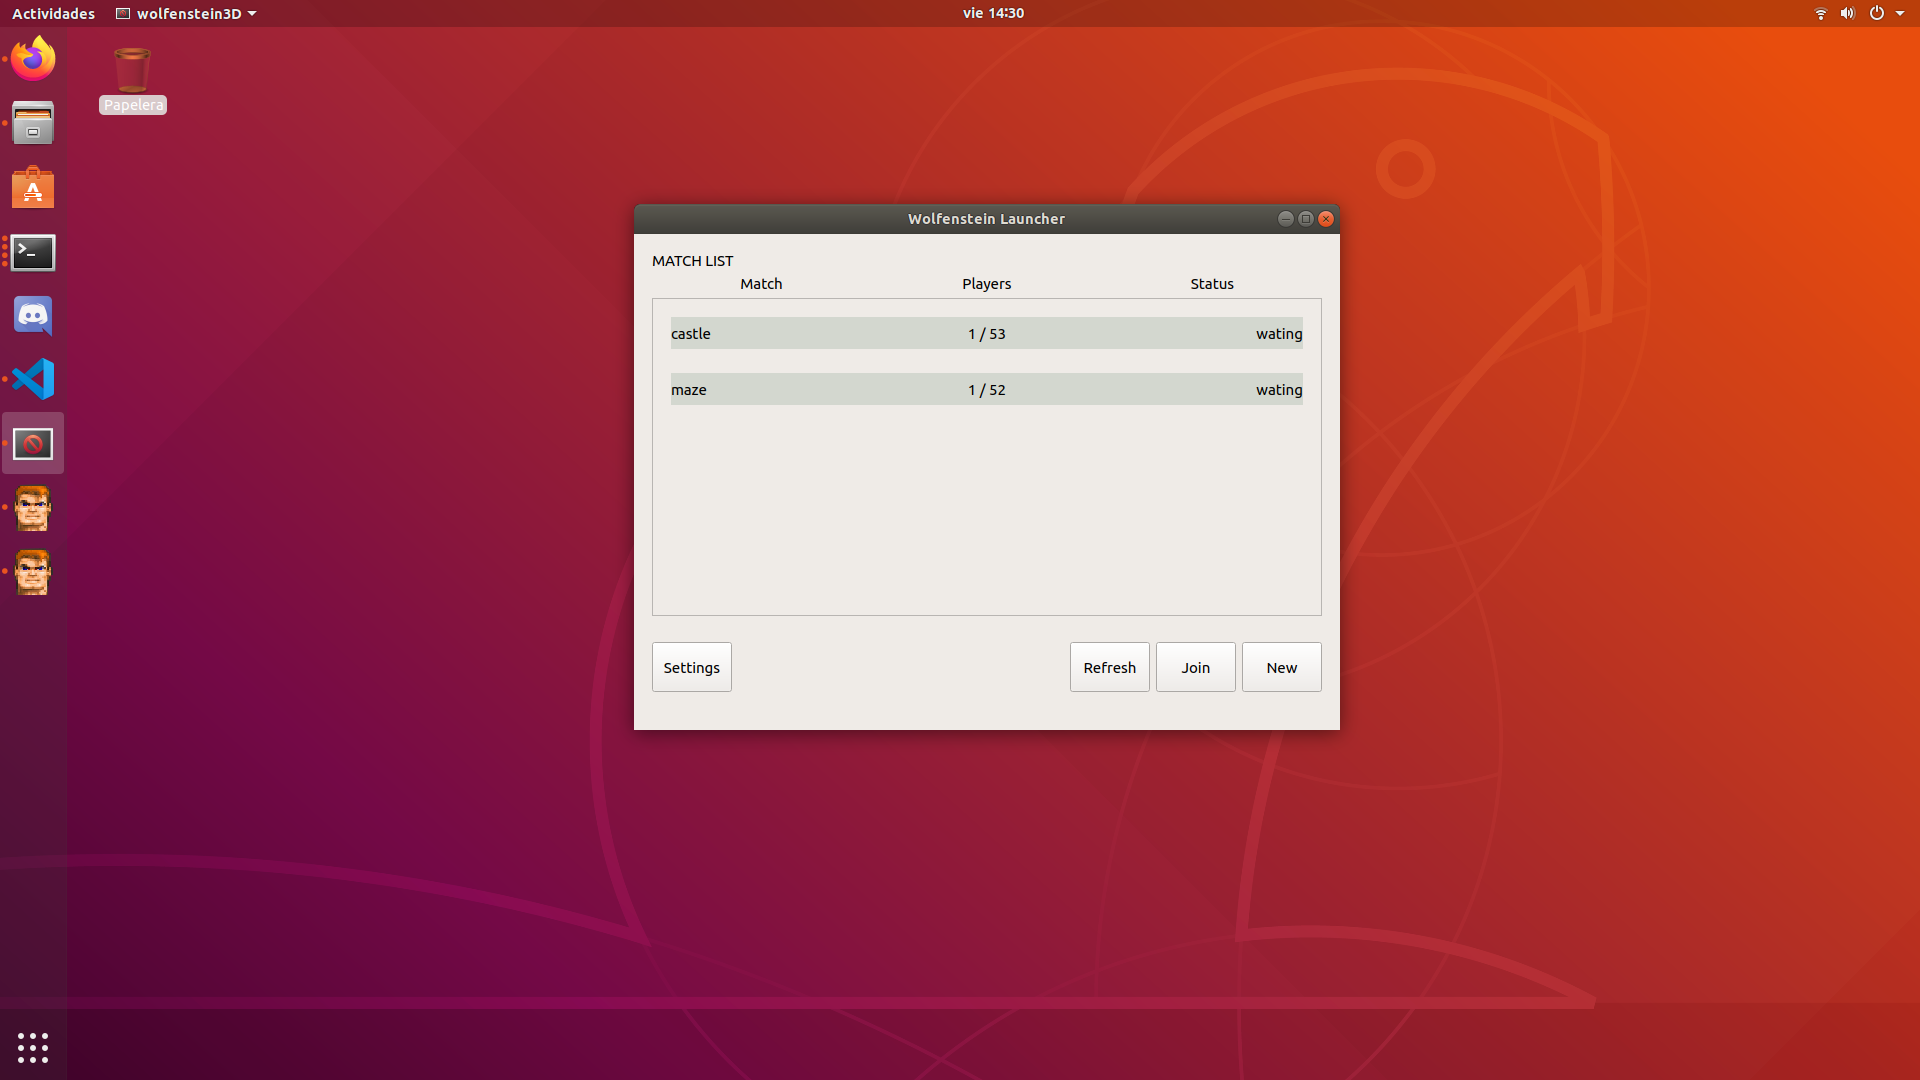 Actividades wolfenstein3D vie 14:30
Papelera
Wolfenstein Launcher
MATCH LIST
Match Players Status
castle 1 / 53 wating
maze 1 / 52 wating
Settings Refresh Join New